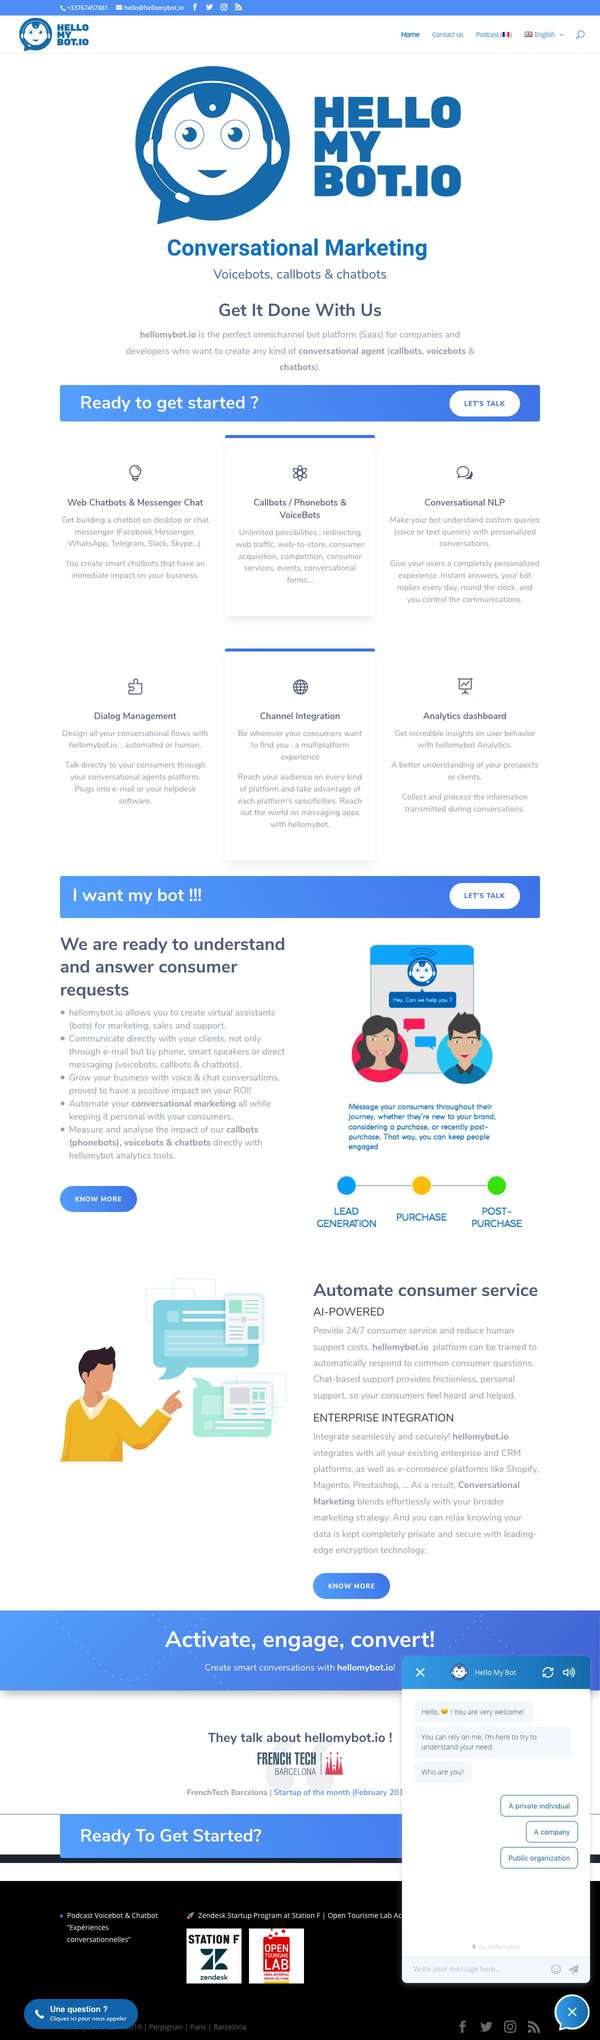 +33767457881 hello@hellomybot.io
HELLO
MY
BOT.IO
Home Contact us Podcast ( ) English
HELLO
MY
BOT.IO
Conversational Marketing
Voicebots, callbots & chatbots
Get It Done With Us
hellomybot.io is the perfect omnichannel bot platform (Saas) for companies and
developers who want to create any kind of conversational agent (callbots, voicebots &
chatbots).
Ready to get started ?
LET'S TALK
Web Chatbots & Messenger Chat
Get building a chatbot on desktop or chat
messenger (Facebook Messenger,
WhatsApp, Telegram, Slack, Skype...)
You create smart chatbots that have an
immediate impact on your business.
Callbots / Phonebots &
VoiceBots
Unlimited possibilities : redirecting
web traffic, web-to-store, consumer
acquisition, competition, consumer
services, events, conversational
forms...
Conversational NLP
Make your bot understand custom queries
(voice or text queries) with personalized
conversations.
Give your users a completely personalized
experience. Instant answers, your bot
replies every day, round the clock, and
you control the communications.
Dialog Management
Design all your conversational flows with
hellomybot.io, : automated or human.
Talk directly to your consumers through
your conversational agents platform.
Plugs into e-mail or your helpdesk
software.
Channel Integration
Be wherever your consumers want
to find you : a multiplatform
experience
Reach your audience on every kind
of platform and take advantage of
each platform's specificities. Reach
out the world on messaging apps
with hellomybot.
Analytics dashboard
Get incredible insights on user behavior
with hellomybot Analytics.
A better understanding of your prospects
or clients.
Collect and process the information
transmitted during conversations.
I want my bot !!!
LET'S TALK
We are ready to understand
and answer consumer
requests
hellomybot.io allows you to create virtual assistants
(bots) for marketing, sales and support.
Communicate directly with your clients, not only
through e-mail but by phone, smart speakers or direct
messaging (voicebots, callbots & chatbots).
Grow your business with voice & chat conversations,
proved to have a positive impact on your ROI!
Automate your conversational marketing all while
keeping it personal with your consumers.
Measure and analyse the impact of our callbots
(phonebots), voicebots & chatbots directly with
hellomybot analytics tools.
KNOW MORE
Hey, Can we help you ?
Message your consumers throughout their
journey, whether they're new to your brand,
considering a purchase, or recently post-
purchase. That way, you can keep people
engaged
LEAD
GENERATION
PURCHASE
POST-
PURCHASE
Automate consumer service
AI-POWERED
Provide 24/7 consumer service and reduce human
support costs. hellomybot.io platform can be trained to
automatically respond to common consumer questions.
Chat-based support provides frictionless, personal
support, so your consumers feel heard and helped.
ENTERPRISE INTEGRATION
Integrate seamlessly and securely! hellomybot.io
integrates with all your existing enterprise and CRM
platforms, as well as e-commerce platforms like Shopify,
Magento, Prestashop, ... As a result, Conversational
Marketing blends effortlessly with your broader
marketing strategy. And you can relax knowing your
data is kept completely private and secure with leading-
edge encryption technology.
KNOW MORE
Activate, engage, convert!
Create smart conversations with hellomybot.io!
They talk about hellomybot.io !
FRENCH TECH
BARCELONA
FrenchTech Barcelona | Startup of the month (February 201
Ready To Get Started?
Hello My Bot
Hello, ! You are very welcome!
You can rely on me, I'm here to try to
understand your need.
Who are you?
A private individual
A company
Public organization
Write your message here...
Podcast Voicebot & Chatbot
"Expériences
conversationnelles"
Zendesk Startup Program at Station F | Open Tourisme Lab Ac
STATION F
zendesk
OPEN
TOURISME
LAB
Une question ?
Cliquez ici pour nous appeler
2019 | Perpignan | Paris | Barcelona